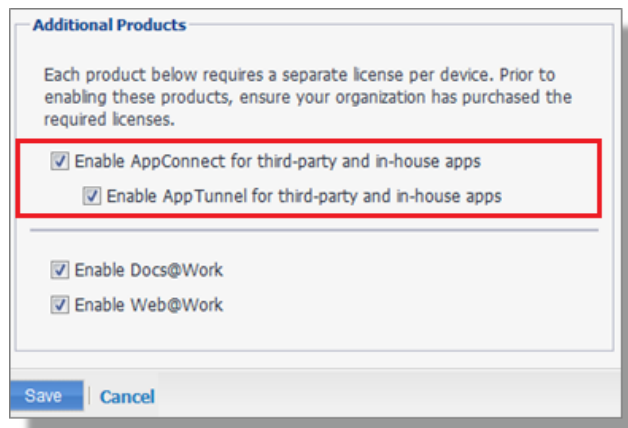 Additional Products
Each product below requires a separate license per device. Prior to
enabling these products, ensure your organization has purchased the
required licenses.
Enable AppConnect for third-party and in-house apps
Enable AppTunnel for third-party and in-house apps
Enable Docs@Work
Enable Web@Work
Save Cancel